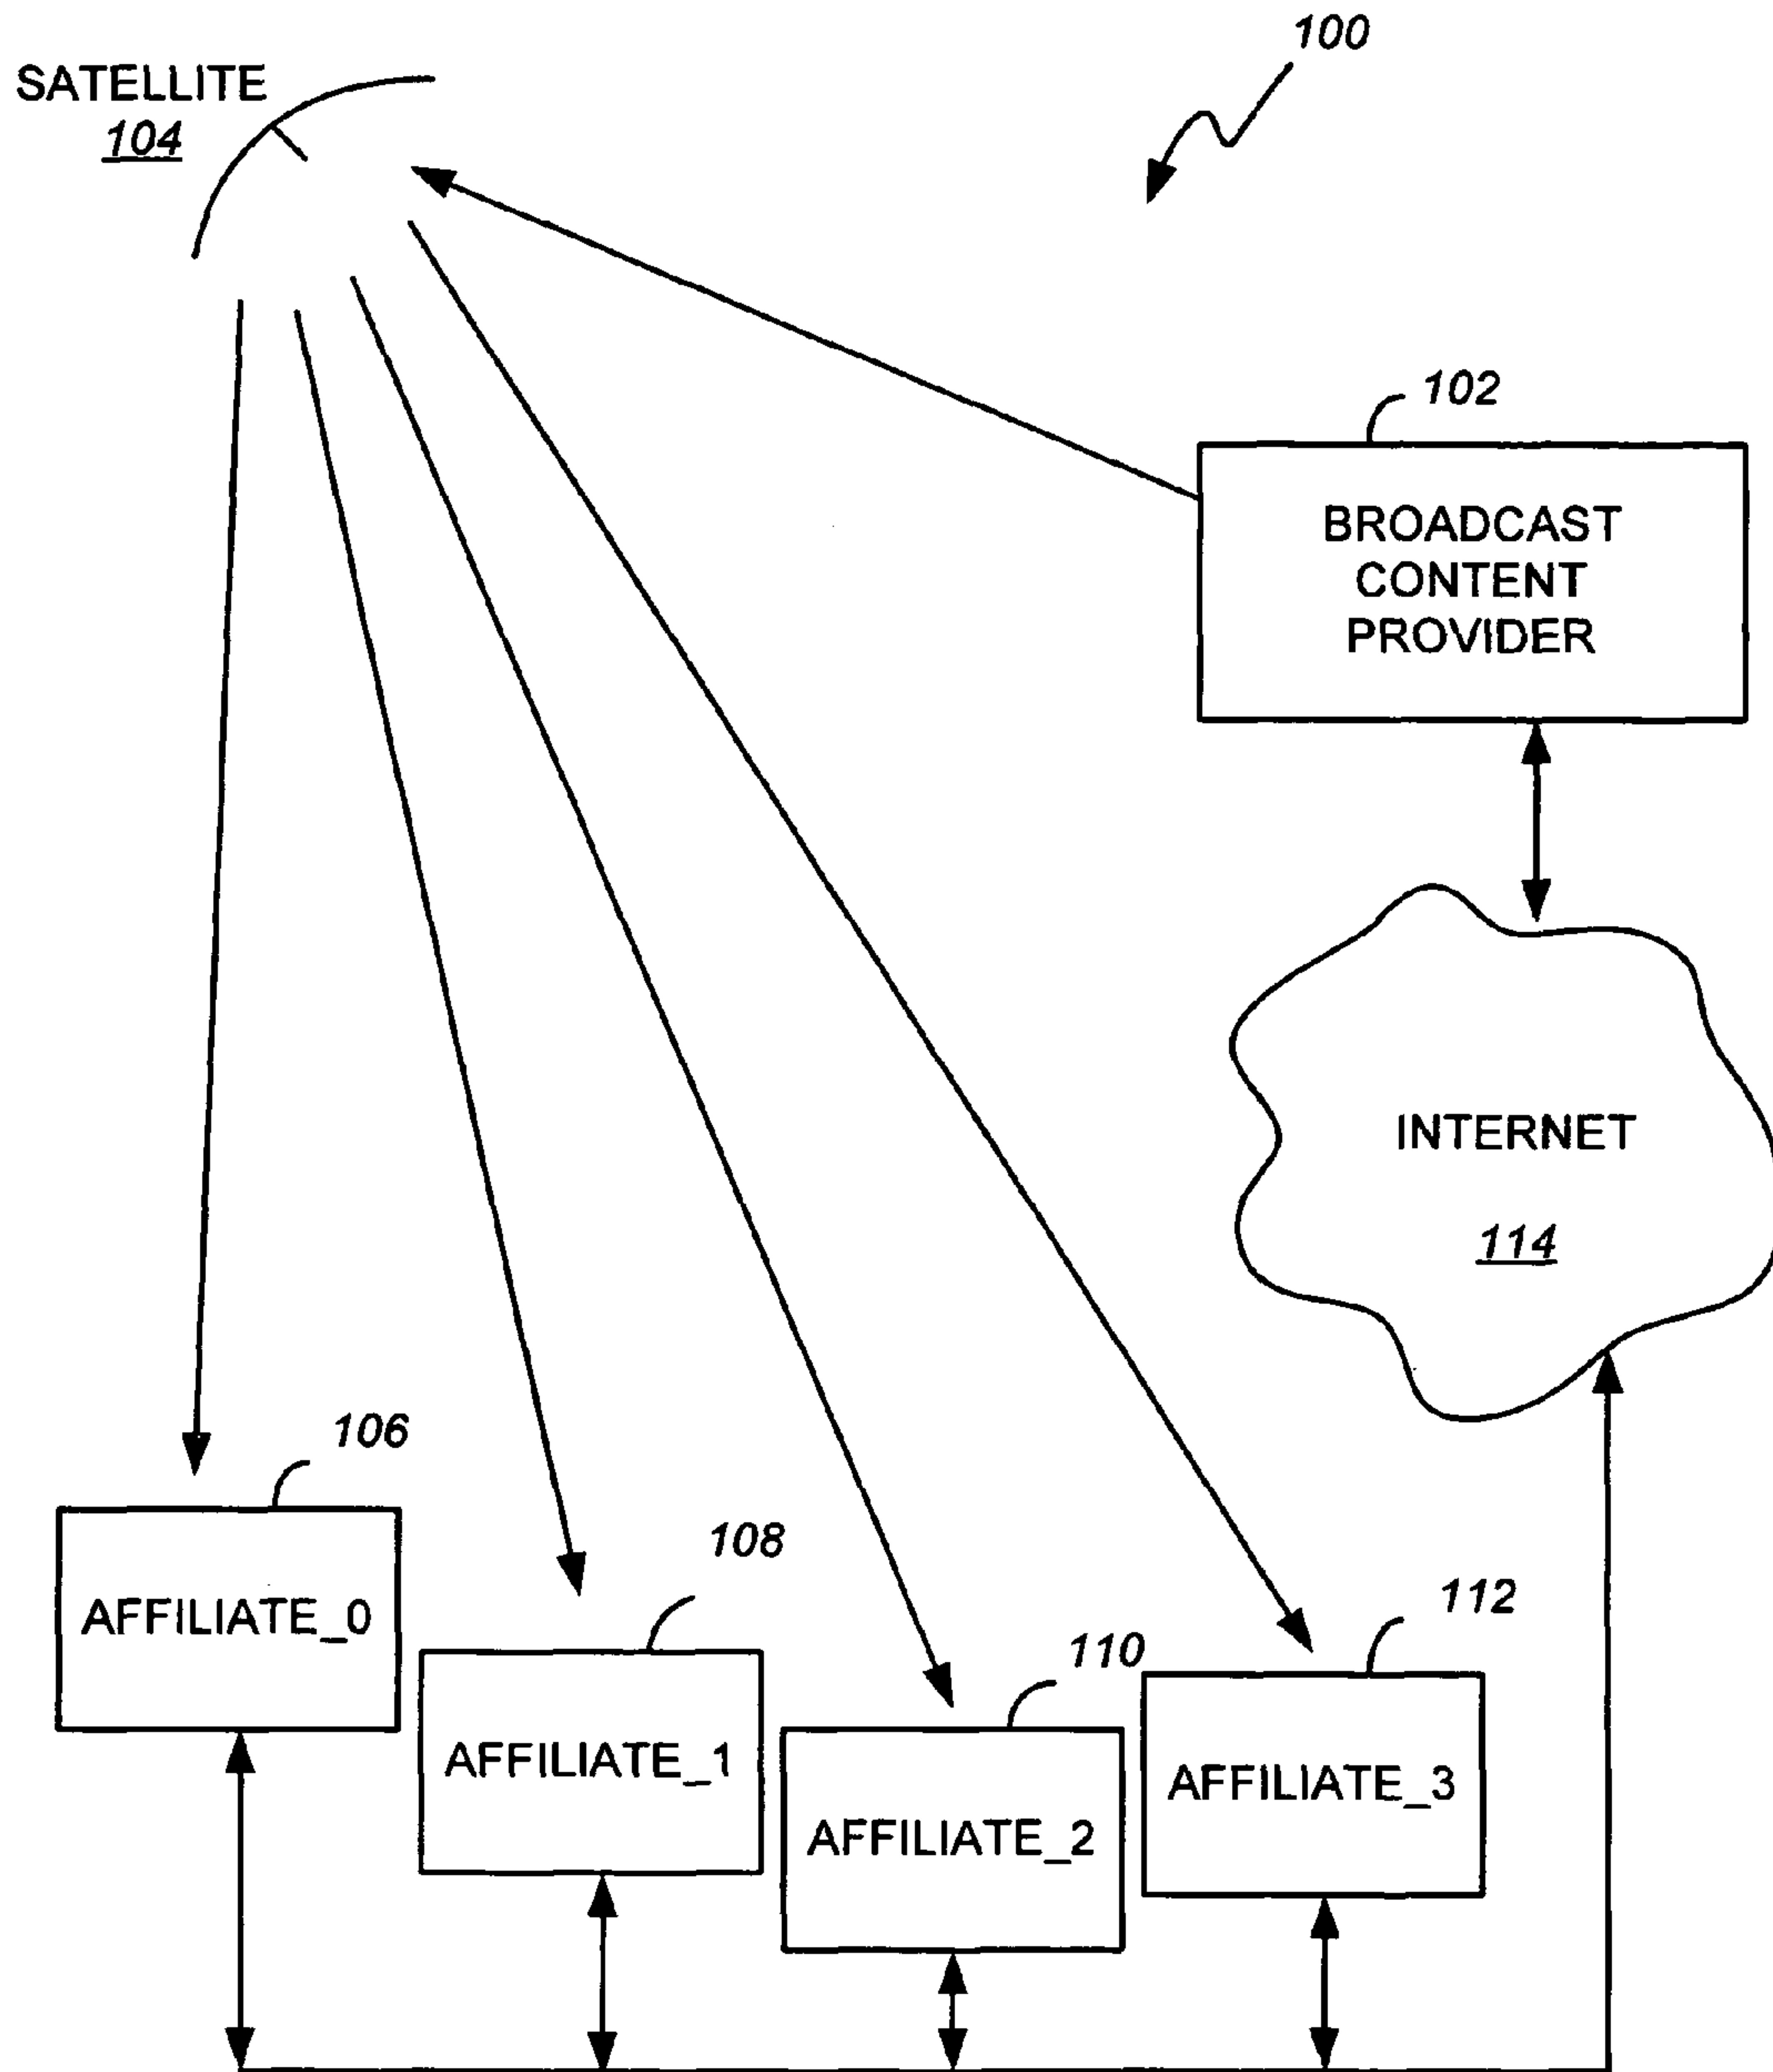 100
SATELLITE
104
102
BROADCAST
CONTENT
PROVIDER
INTERNET
114
106
AFFILIATE_0
108
AFFILIATE_1
110
AFFILIATE_2
112
AFFILIATE_3